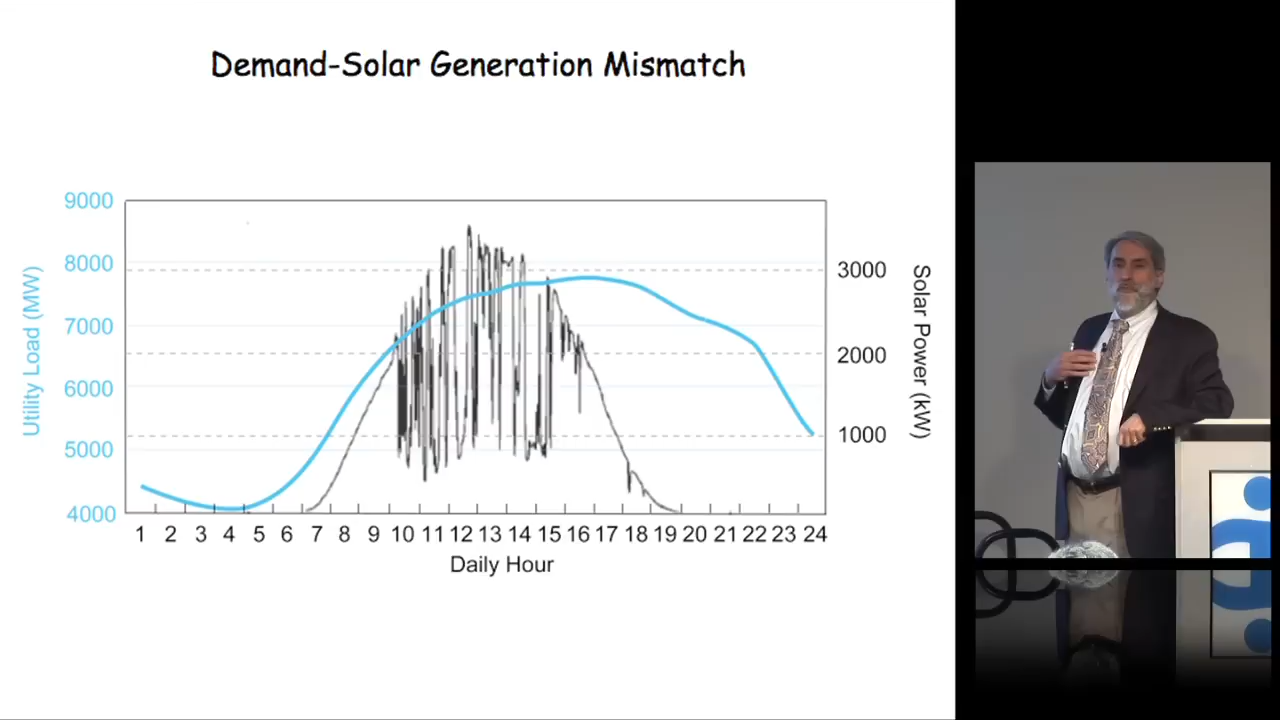 Demand-Solar Generation Mismatch
9000
8000
7000
6000
5000
4000
Utility Load (MW)
3000
2000
1000
Solar Power (kW)
1 2 3 4 5 6 7 8 9 10 11 12 13 14 15 16 17 18 19 20 21 22 23 24
Daily Hour